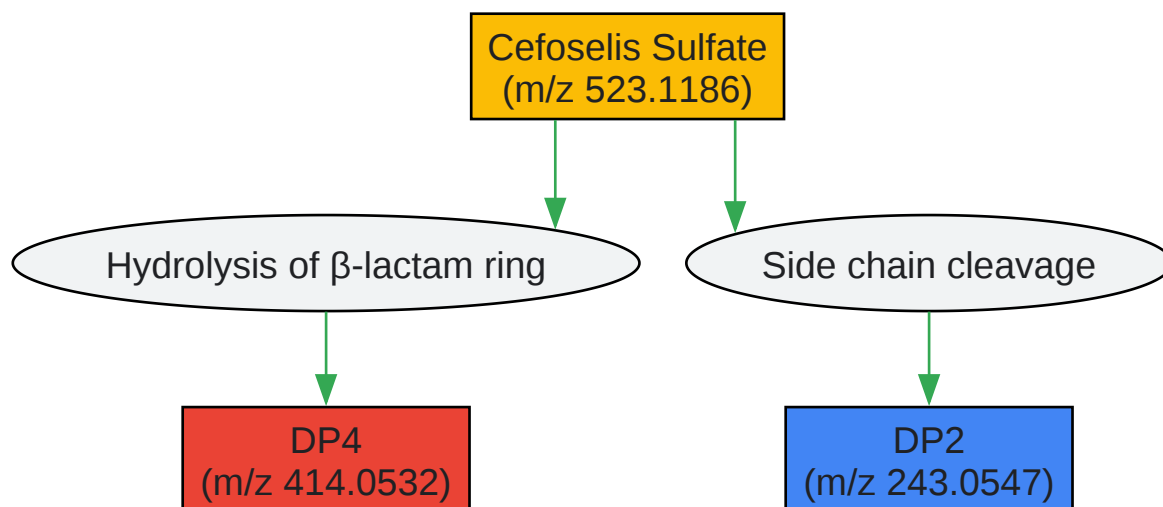 Cefoselis Sulfate
(m/z 523.1186)
Hydrolysis of β-lactam ring
Side chain cleavage
DP4
(m/z 414.0532)
DP2
(m/z 243.0547)